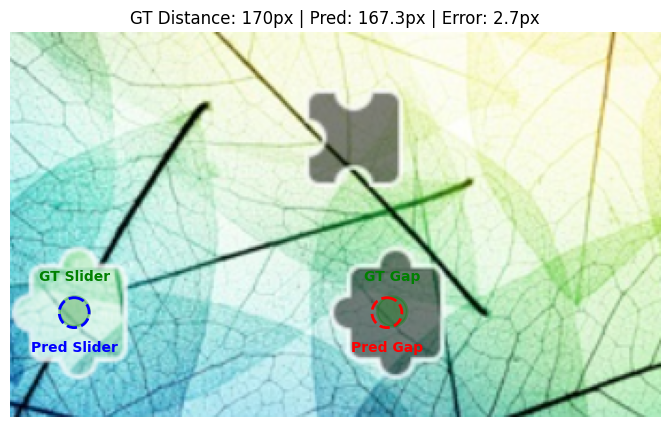 GT Distance: 170px | Pred: 167.3px | Error: 2.7px
GT Slider
GT Gap
Pred Slider
Pred Gap